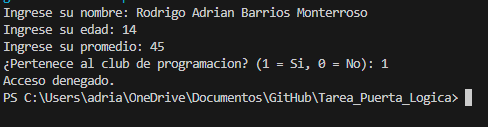 Ingrese su nombre: Rodrigo Adrian Barrios Monterroso
Ingrese su edad: 14
Ingrese su promedio: 45
¿Pertenece al club de programacion? (1 = Si, 0 = No): 1
Acceso denegado.
PS C:\Users\adria\OneDrive\Documentos\GitHub\Tarea_Puerta_Logica>